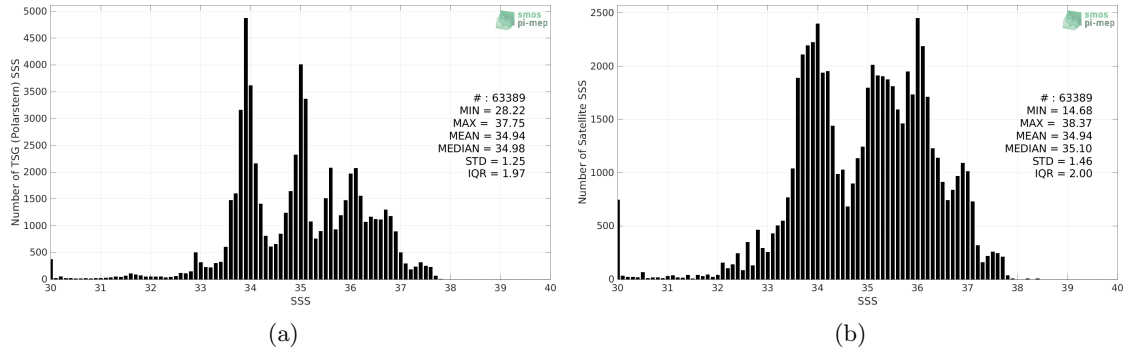 5000
4500
4000
3500
3000
2500
2000
1500
1000
500
0
Number of TSG (Polarstern) SSS
30 31 32 33 34 35 36 37 38 39 40
SSS
smos
pi-mep
# : 63389
MIN = 28.22
MAX = 37.75
MEAN = 34.94
MEDIAN = 34.98
STD = 1.25
IQR = 1.97
(a)
2500
2000
1500
1000
500
0
Number of Satellite SSS
30 31 32 33 34 35 36 37 38 39 40
SSS
smos
pi-mep
# : 63389
MIN = 14.68
MAX = 38.37
MEAN = 34.94
MEDIAN = 35.10
STD = 1.46
IQR = 2.00
(b)